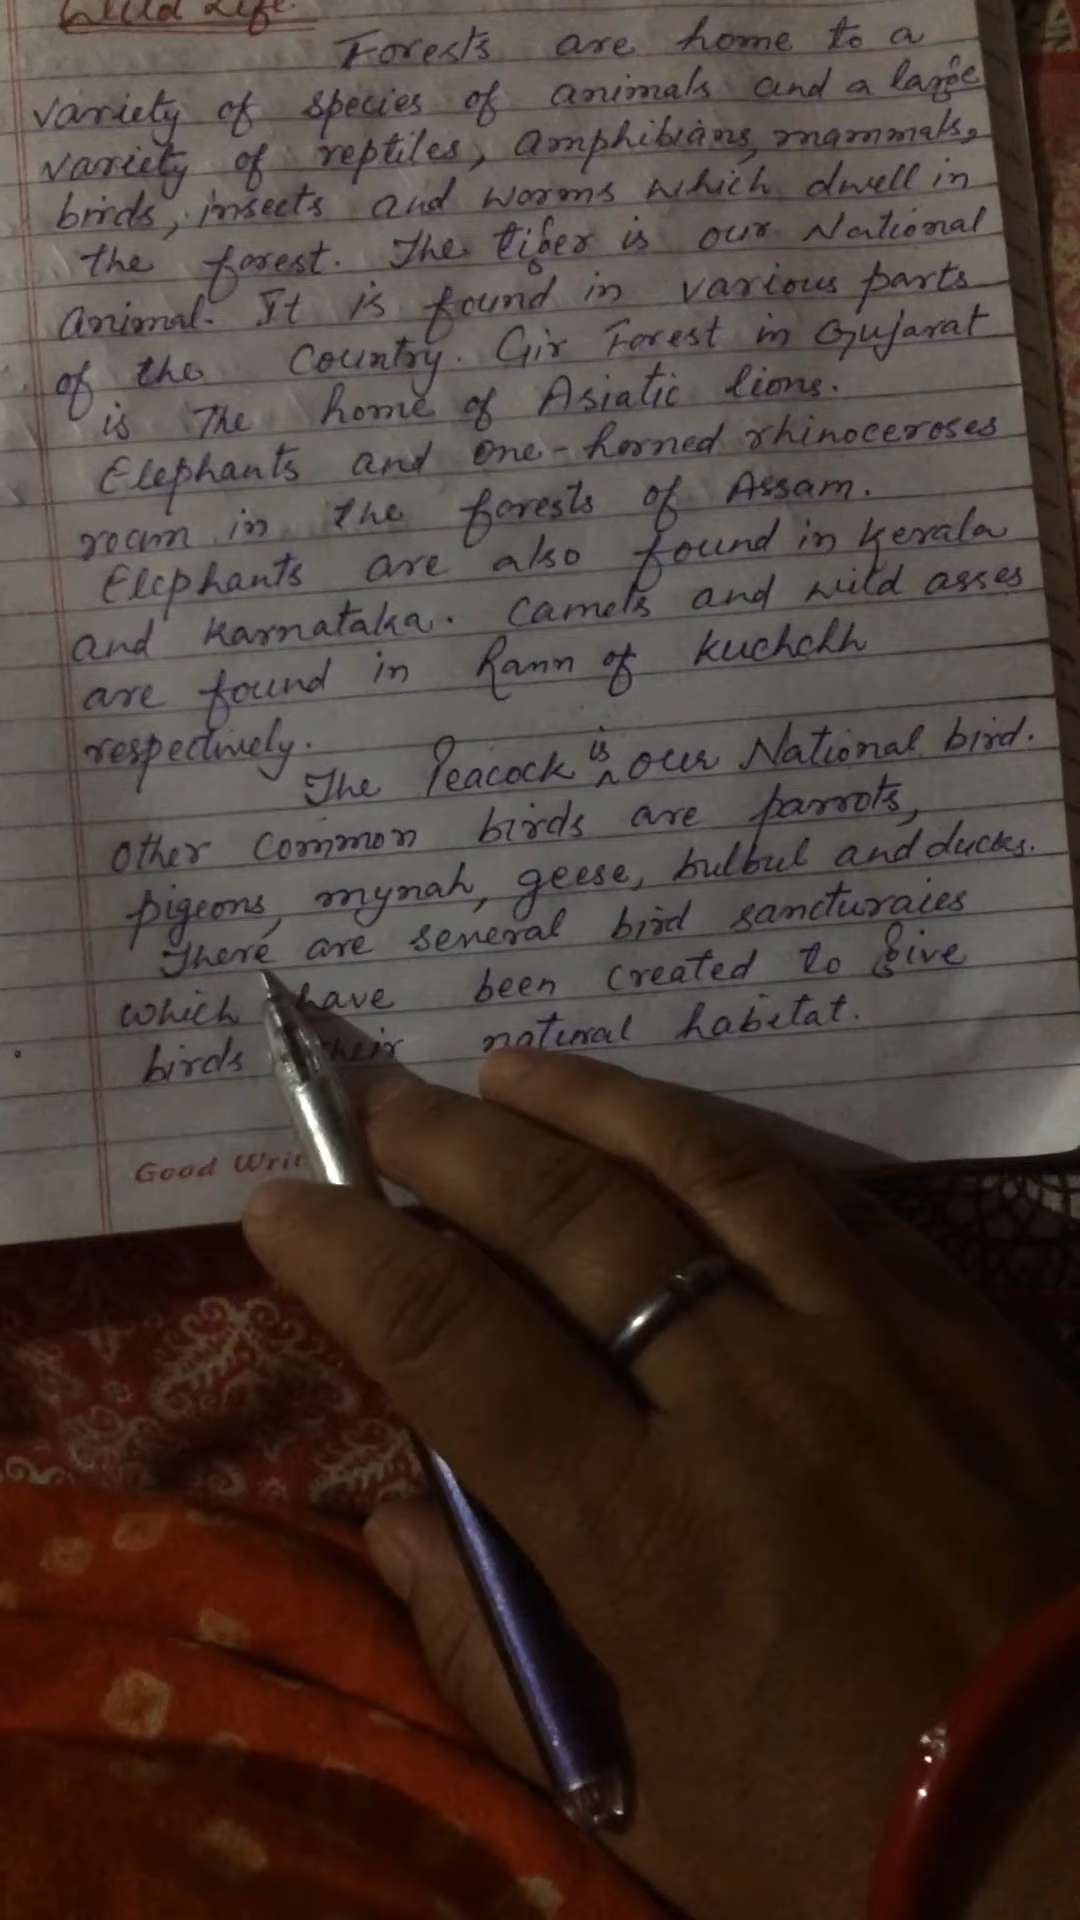 Wild Life
Forests are home to a
variety of species of animals and a large
variety of reptiles, amphibians, mammals,
birds, insects and worms which dwell in
the forest. The tiger is our National
animal. It is found in various parts
of the Country. Gir Forest in Gujarat
is The home of Asiatic lions.
Elephants and one-horned rhinoceroses
roam in the forests of Assam.
Elephants are also found in Kerala
and Karnataka. Camels and wild asses
are found in Rann of Kuchchh
respectively.
The Peacock is our National bird.
Other Common birds are parrots,
pigeons, mynah, geese, bulbul and ducks.
There are several bird sancturaies
which have been created to give
birds their natural habitat.
Good Writ